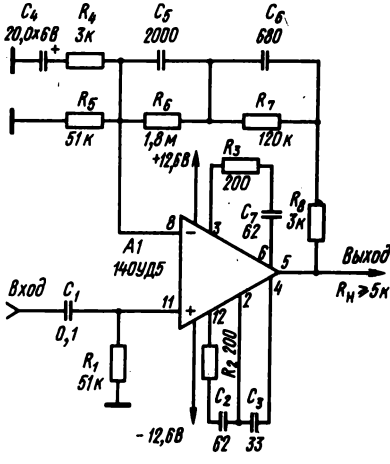 C4 R4 C5 C6
20,0х6В + 3к 2000 680
R5 R6 R7
51к 1,8м 120к
+12,6В R3
200
C7
62
R8
3к
8 − 3 6
А1
140УД5
5 Выход
4 Rн⩾5к
Вход C1 11 + 12 2
0,1
R1
51к
R2 200
C2 C3
−12,6В 62 33